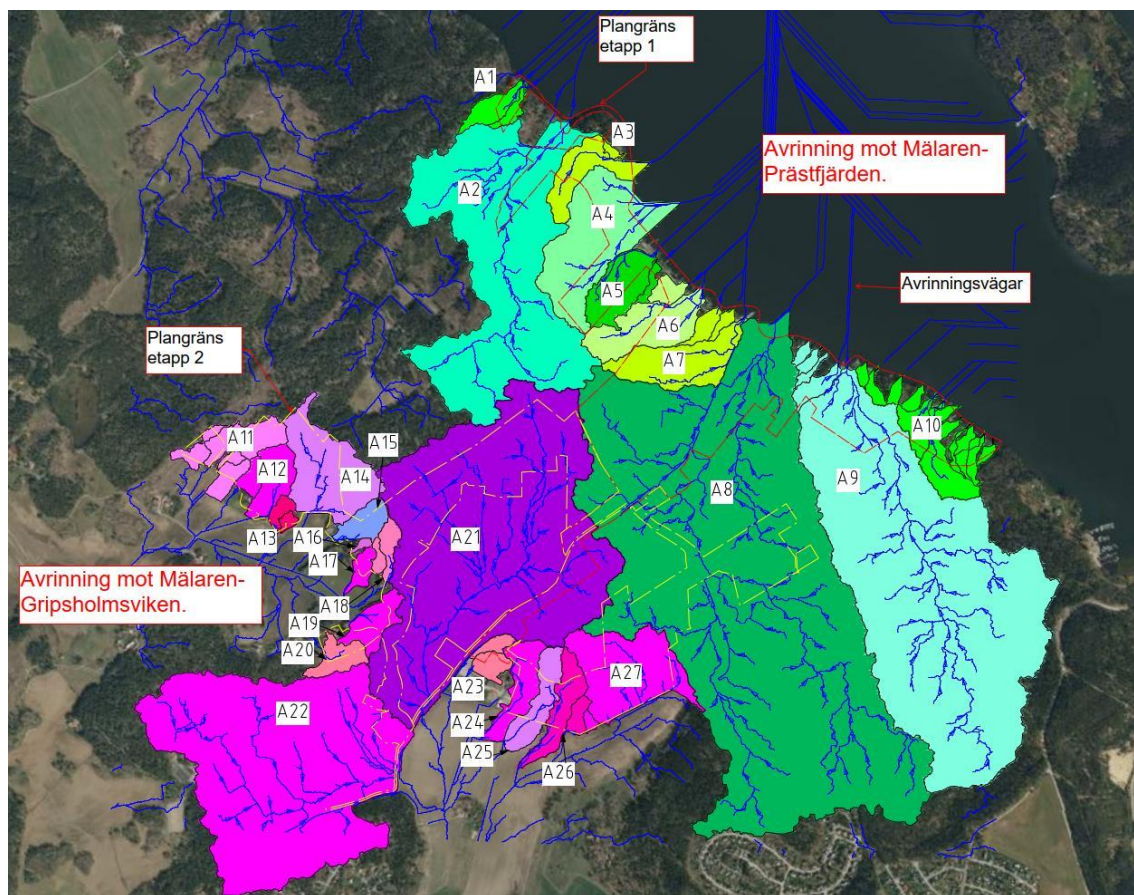 Plangräns
etapp 1
A1
A3
Avrinning mot Mälaren-
Prästfjärden.
A2
A4
A5
Avrinningsvägar
A6
Plangräns
etapp 2
A7
A10
A11
A15
A12
A14
A9
A8
A13
A16
A21
A17
Avrinning mot Mälaren-
Gripsholmsviken.
A18
A19
A20
A23
A27
A22
A24
A25
A26